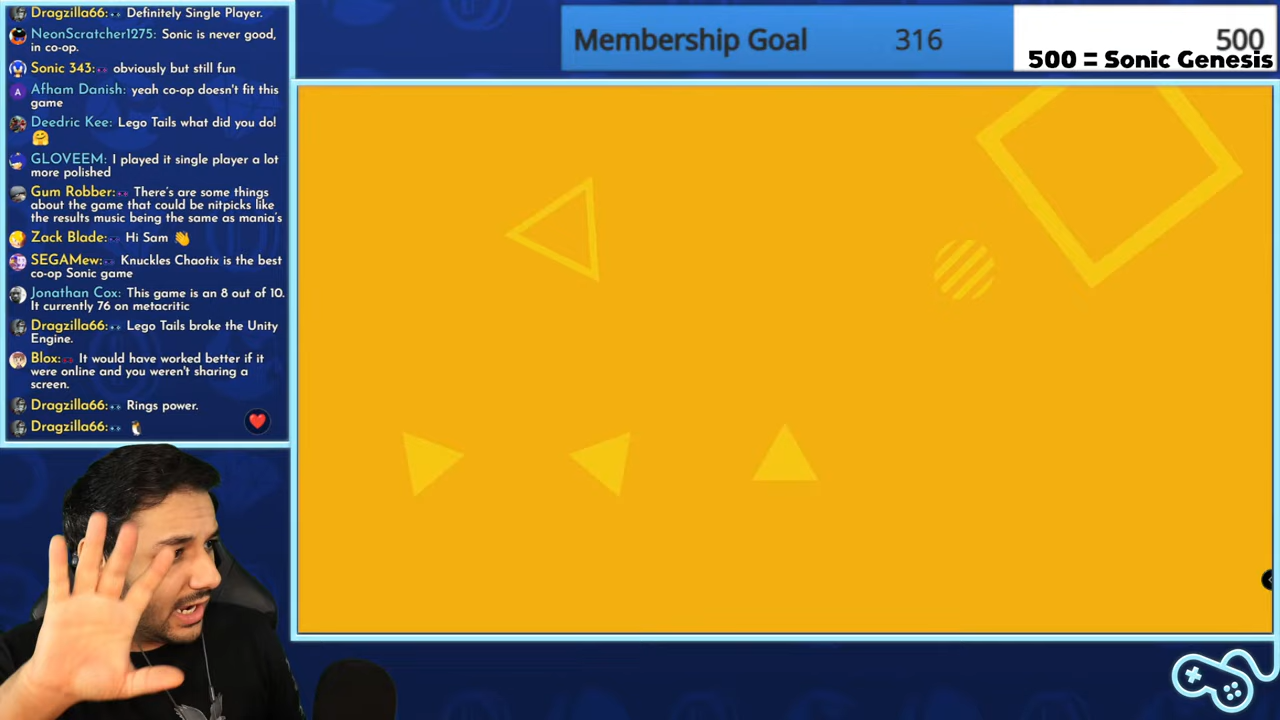 Dragzilla66: Definitely Single Player.
NeonScratcher1275: Sonic is never good,
in co-op.
Sonic 343: obviously but still fun
A Afham Danish: yeah co-op doesn't fit this
game
Deedric Kee: Lego Tails what did you do!
🤗
GLOVEEM: I played it single player a lot
more polished
Gum Robber: There's are some things
about the game that could be nitpicks like
the results music being the same as mania's
Zack Blade: Hi Sam 👋
SEGAMew: Knuckles Chaotix is the best
co-op Sonic game
Jonathan Cox: This game is an 8 out of 10.
It currently 76 on metacritic
Dragzilla66: Lego Tails broke the Unity
Engine.
Blox: It would have worked better if it
were online and you weren't sharing a
screen.
Dragzilla66: Rings power.
Dragzilla66: 🐧
Membership Goal 316 500
500 = Sonic Genesis